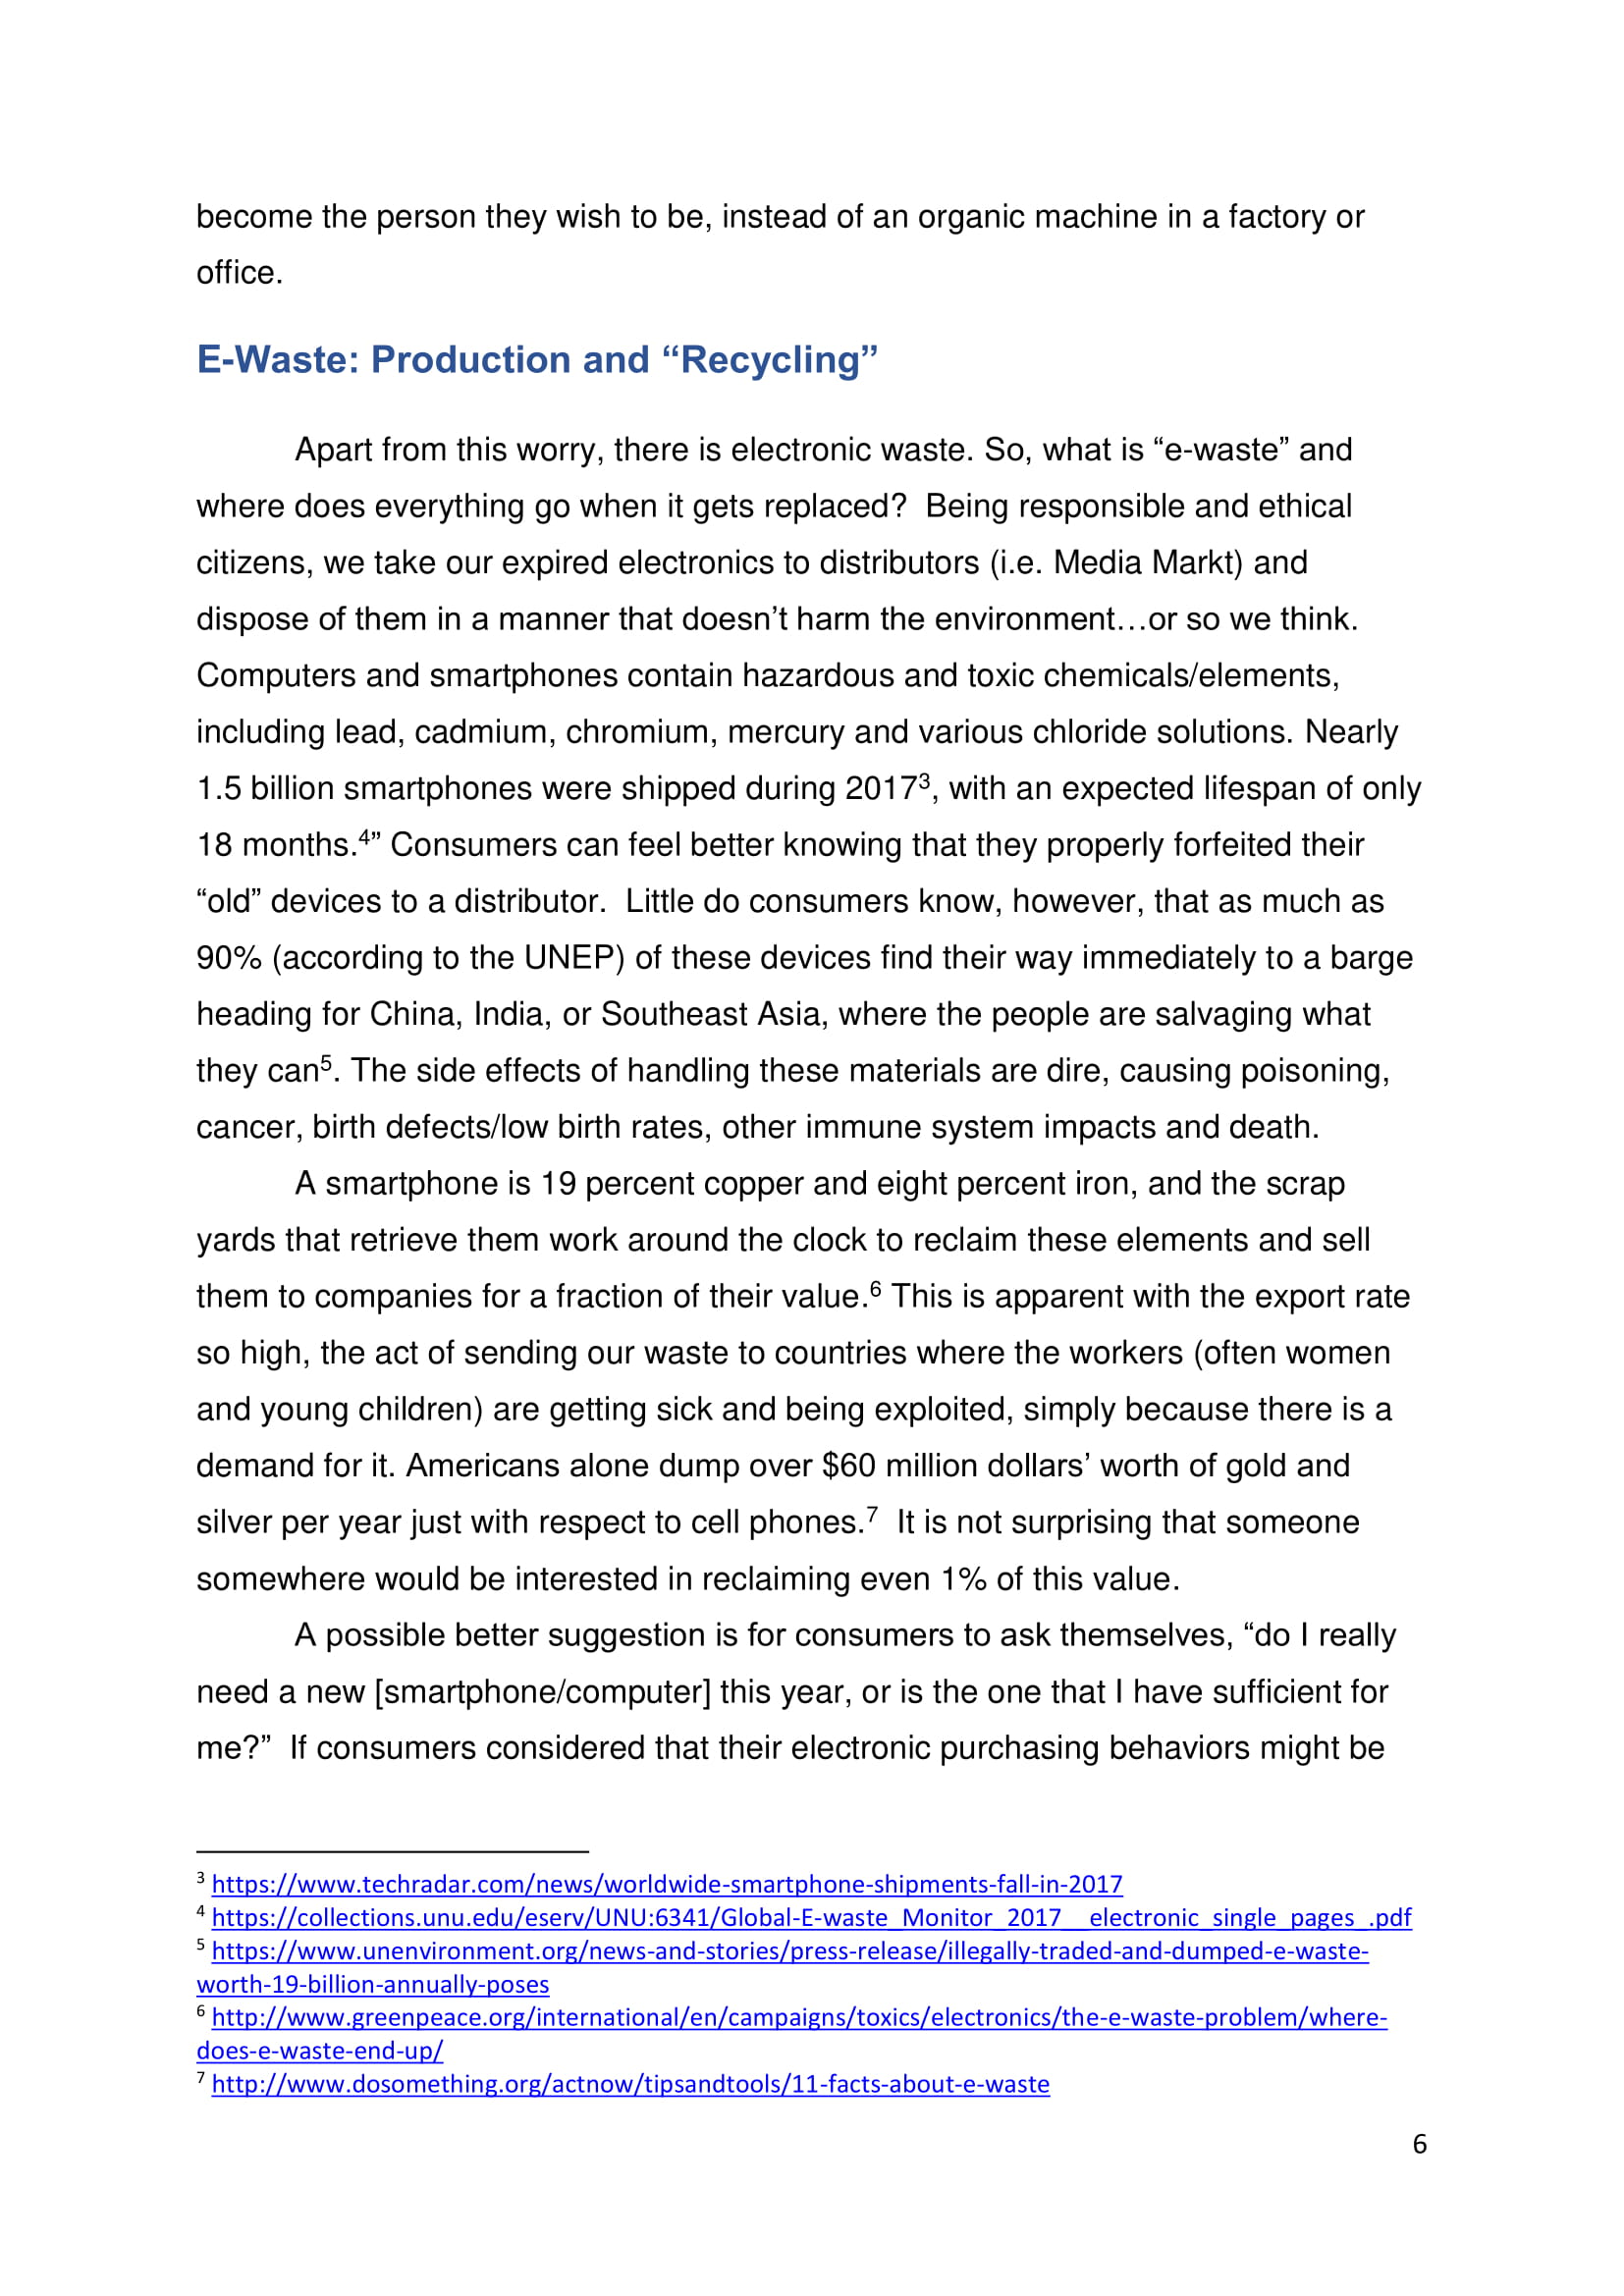 become the person they wish to be, instead of an organic machine in a factory or
office.
E-Waste: Production and “Recycling”
Apart from this worry, there is electronic waste. So, what is “e-waste” and
where does everything go when it gets replaced?  Being responsible and ethical
citizens, we take our expired electronics to distributors (i.e. Media Markt) and
dispose of them in a manner that doesn’t harm the environment…or so we think.
Computers and smartphones contain hazardous and toxic chemicals/elements,
including lead, cadmium, chromium, mercury and various chloride solutions. Nearly
1.5 billion smartphones were shipped during 2017³, with an expected lifespan of only
18 months.⁴” Consumers can feel better knowing that they properly forfeited their
“old” devices to a distributor.  Little do consumers know, however, that as much as
90% (according to the UNEP) of these devices find their way immediately to a barge
heading for China, India, or Southeast Asia, where the people are salvaging what
they can⁵. The side effects of handling these materials are dire, causing poisoning,
cancer, birth defects/low birth rates, other immune system impacts and death.
A smartphone is 19 percent copper and eight percent iron, and the scrap
yards that retrieve them work around the clock to reclaim these elements and sell
them to companies for a fraction of their value.⁶ This is apparent with the export rate
so high, the act of sending our waste to countries where the workers (often women
and young children) are getting sick and being exploited, simply because there is a
demand for it. Americans alone dump over $60 million dollars’ worth of gold and
silver per year just with respect to cell phones.⁷  It is not surprising that someone
somewhere would be interested in reclaiming even 1% of this value.
A possible better suggestion is for consumers to ask themselves, “do I really
need a new [smartphone/computer] this year, or is the one that I have sufficient for
me?”  If consumers considered that their electronic purchasing behaviors might be
³ https://www.techradar.com/news/worldwide-smartphone-shipments-fall-in-2017
⁴ https://collections.unu.edu/eserv/UNU:6341/Global-E-waste_Monitor_2017__electronic_single_pages_.pdf
⁵ https://www.unenvironment.org/news-and-stories/press-release/illegally-traded-and-dumped-e-waste-
worth-19-billion-annually-poses
⁶ http://www.greenpeace.org/international/en/campaigns/toxics/electronics/the-e-waste-problem/where-
does-e-waste-end-up/
⁷ http://www.dosomething.org/actnow/tipsandtools/11-facts-about-e-waste
6